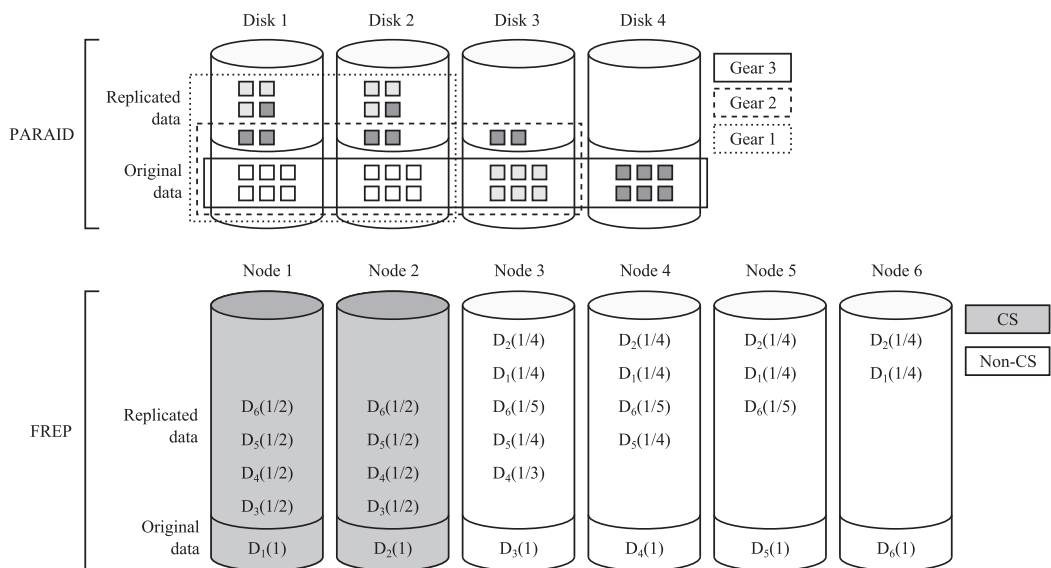 Disk 1 Disk 2 Disk 3 Disk 4
Gear 3
Replicated
data
Gear 2
PARAID
Gear 1
Original
data
Node 1 Node 2 Node 3 Node 4 Node 5 Node 6
CS
D₂(1/4) D₂(1/4) D₂(1/4) D₂(1/4)
Non-CS
D₁(1/4) D₁(1/4) D₁(1/4) D₁(1/4)
D₆(1/2) D₆(1/2) D₆(1/5) D₆(1/5) D₆(1/5)
Replicated
data
FREP
D₅(1/2) D₅(1/2) D₅(1/4) D₅(1/4)
D₄(1/2) D₄(1/2) D₄(1/3)
D₃(1/2) D₃(1/2)
Original
data
D₁(1) D₂(1) D₃(1) D₄(1) D₅(1) D₆(1)